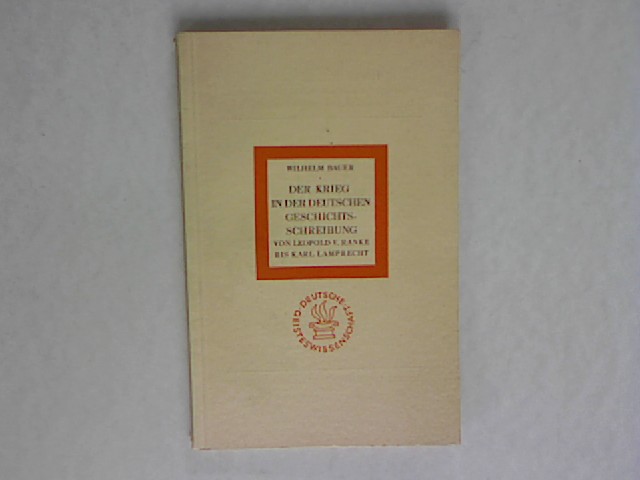 WILHELM BAUER
DER KRIEG
IN DER DEUTSCHEN
GESCHICHTS-
SCHREIBUNG
VON LEOPOLD V. RANKE
BIS KARL LAMPRECHT
DEUTSCHE
GEISTESWISSENSCHAFT